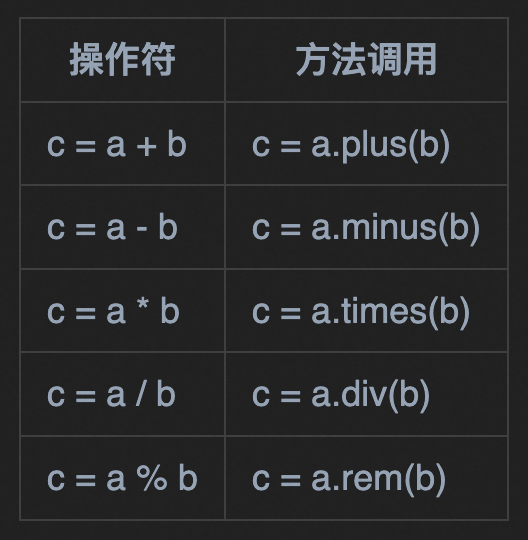 操作符 方法调用
c = a + b c = a.plus(b)
c = a - b c = a.minus(b)
c = a * b c = a.times(b)
c = a / b c = a.div(b)
c = a % b c = a.rem(b)